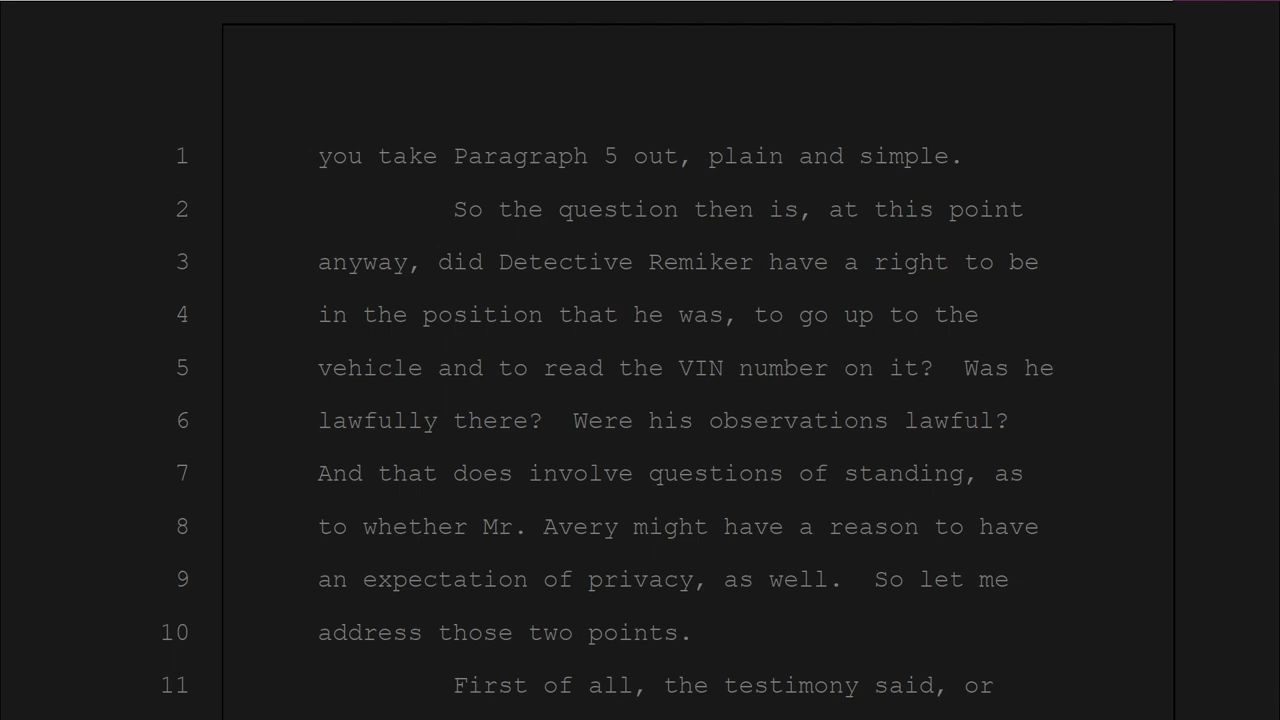 1 you take Paragraph 5 out, plain and simple.
2 So the question then is, at this point
3 anyway, did Detective Remiker have a right to be
4 in the position that he was, to go up to the
5 vehicle and to read the VIN number on it? Was he
6 lawfully there? Were his observations lawful?
7 And that does involve questions of standing, as
8 to whether Mr. Avery might have a reason to have
9 an expectation of privacy, as well. So let me
10 address those two points.
11 First of all, the testimony said, or